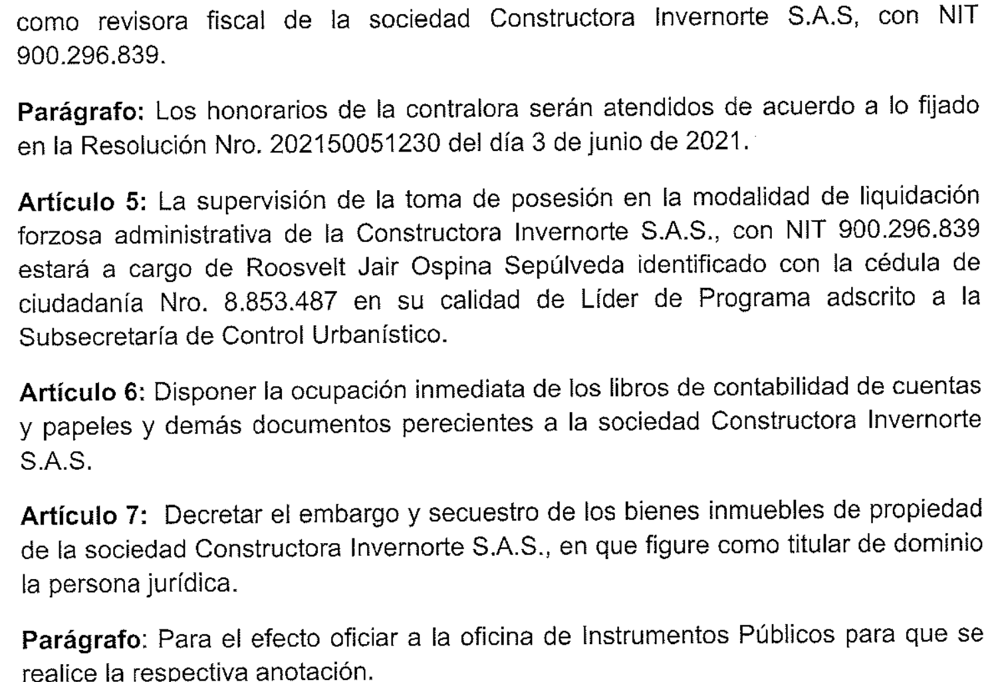 como revisora fiscal de la sociedad Constructora Invernorte S.A.S, con NIT
900.296.839.
Parágrafo: Los honorarios de la contralora serán atendidos de acuerdo a lo fijado
en la Resolución Nro. 202150051230 del día 3 de junio de 2021.
Artículo 5: La supervisión de la toma de posesión en la modalidad de liquidación
forzosa administrativa de la Constructora Invernorte S.A.S., con NIT 900.296.839
estará a cargo de Roosvelt Jair Ospina Sepúlveda identificado con la cédula de
ciudadanía Nro. 8.853.487 en su calidad de Líder de Programa adscrito a la
Subsecretaría de Control Urbanístico.
Artículo 6: Disponer la ocupación inmediata de los libros de contabilidad de cuentas
y papeles y demás documentos perecientes a la sociedad Constructora Invernorte
S.A.S.
Artículo 7: Decretar el embargo y secuestro de los bienes inmuebles de propiedad
de la sociedad Constructora Invernorte S.A.S., en que figure como titular de dominio
la persona jurídica.
Parágrafo: Para el efecto oficiar a la oficina de Instrumentos Públicos para que se
realice la respectiva anotación.